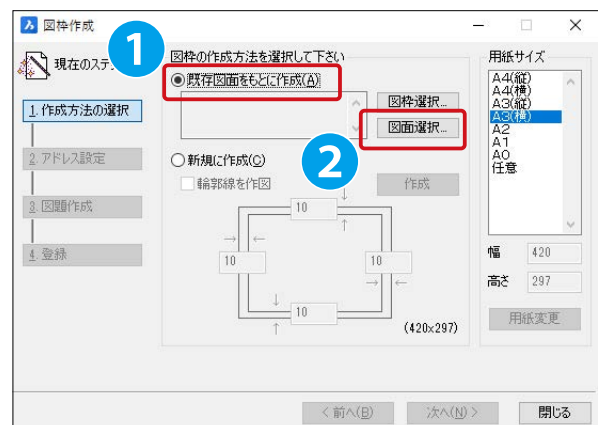 図枠作成
1
現在のステ
図枠の作成方法を選択して下さい
既存図面をもとに作成(A)
図枠選択...
図面選択...
2
新規に作成(C)
輪郭線を作図
作成
10
10
10
10
(420x297)
1.作成方法の選択
2.アドレス設定
3.図題作成
4.登録
用紙サイズ
A4(縦)
A4(横)
A3(縦)
A3(横)
A2
A1
A0
任意
幅 420
高さ 297
用紙変更
< 前へ(B)
次へ(N) >
閉じる